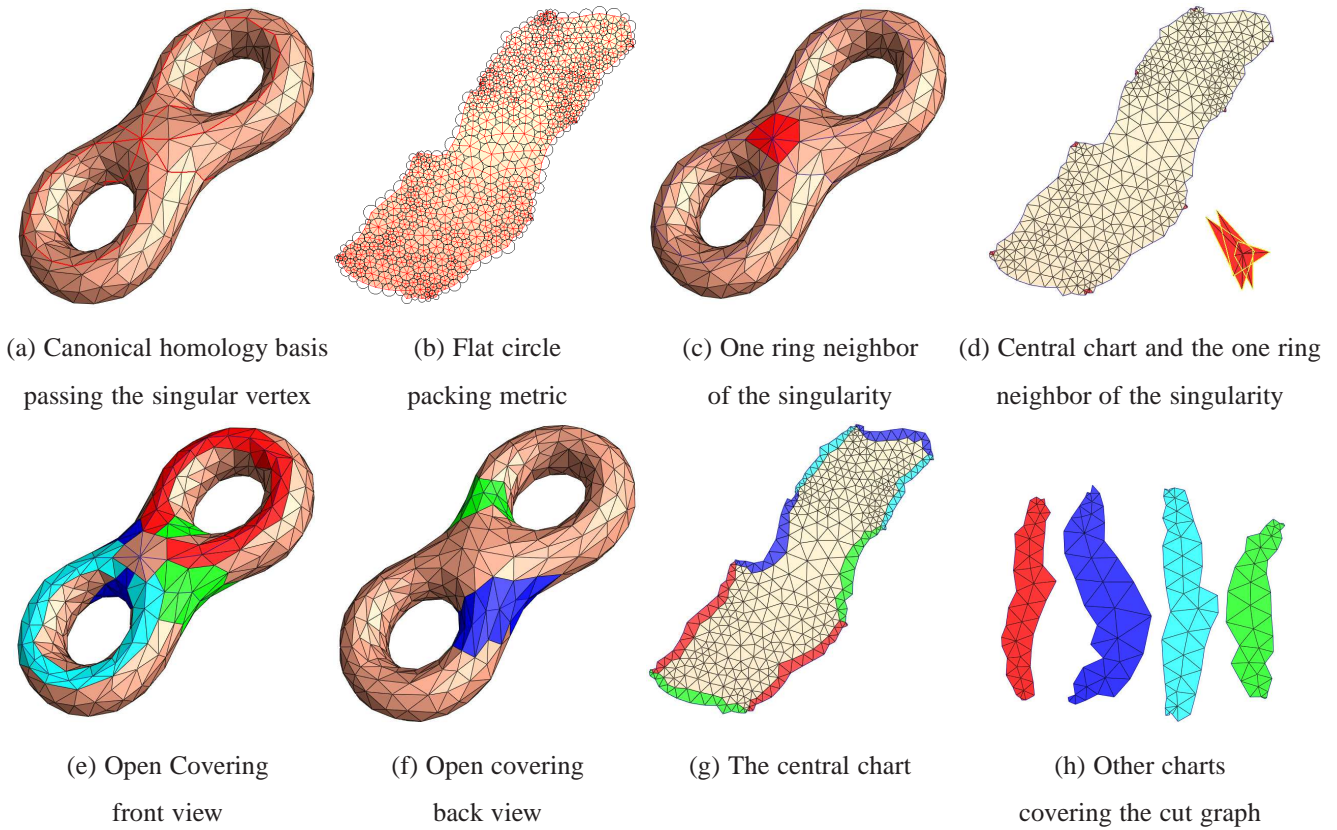 (a) Canonical homology basis
passing the singular vertex
(b) Flat circle
packing metric
(c) One ring neighbor
of the singularity
(d) Central chart and the one ring
neighbor of the singularity
(e) Open Covering
front view
(f) Open covering
back view
(g) The central chart
(h) Other charts
covering the cut graph